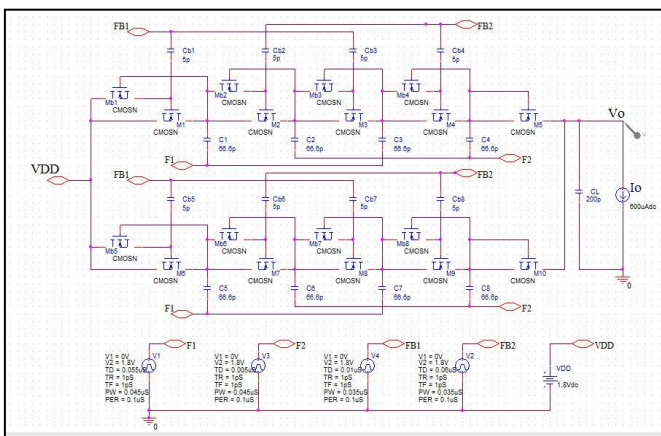 FB1
FB2
Cb1 Cb2 Cb3 Cb4
5p 5p 5p 5p
Mb1 Mb2 Mb3 Mb4
CMOSN CMOSN CMOSN CMOSN
M1 M2 M3 M4 M5
CMOSN CMOSN CMOSN CMOSN CMOSN
Vo
V
C1 C2 C3 C4
66.6p 66.6p 66.6p 66.6p
F1
F2
VDD
FB1
FB2
CL
200p
Io
600uAdc
0
Cb5 Cb6 Cb7 Cb8
5p 5p 5p 5p
Mb5 Mb6 Mb7 Mb8
CMOSN CMOSN CMOSN CMOSN
M6 M7 M8 M9 M10
CMOSN CMOSN CMOSN CMOSN CMOSN
C5 C6 C7 C8
66.6p 66.6p 66.6p 66.6p
F1
F2
F1 F2 FB1 FB2 VDD
V1 = 0V V1 = 0V V1 = 0V V1 = 0V
V2 = 1.8V V2 = 1.8V V2 = 1.8V V2 = 1.8V
TD = 0.055uS TD = 0.005uS TD = 0.01uS TD = 0.06uS
TR = 1pS TR = 1pS TR = 1pS TR = 1pS
TF = 1pS TF = 1pS TF = 1pS TF = 1pS
PW = 0.045uS PW = 0.045uS PW = 0.035uS PW = 0.035uS
PER = 0.1uS PER = 0.1uS PER = 0.1uS PER = 0.1uS
V1 V3 V4 V2
VDD
1.8Vdc
0